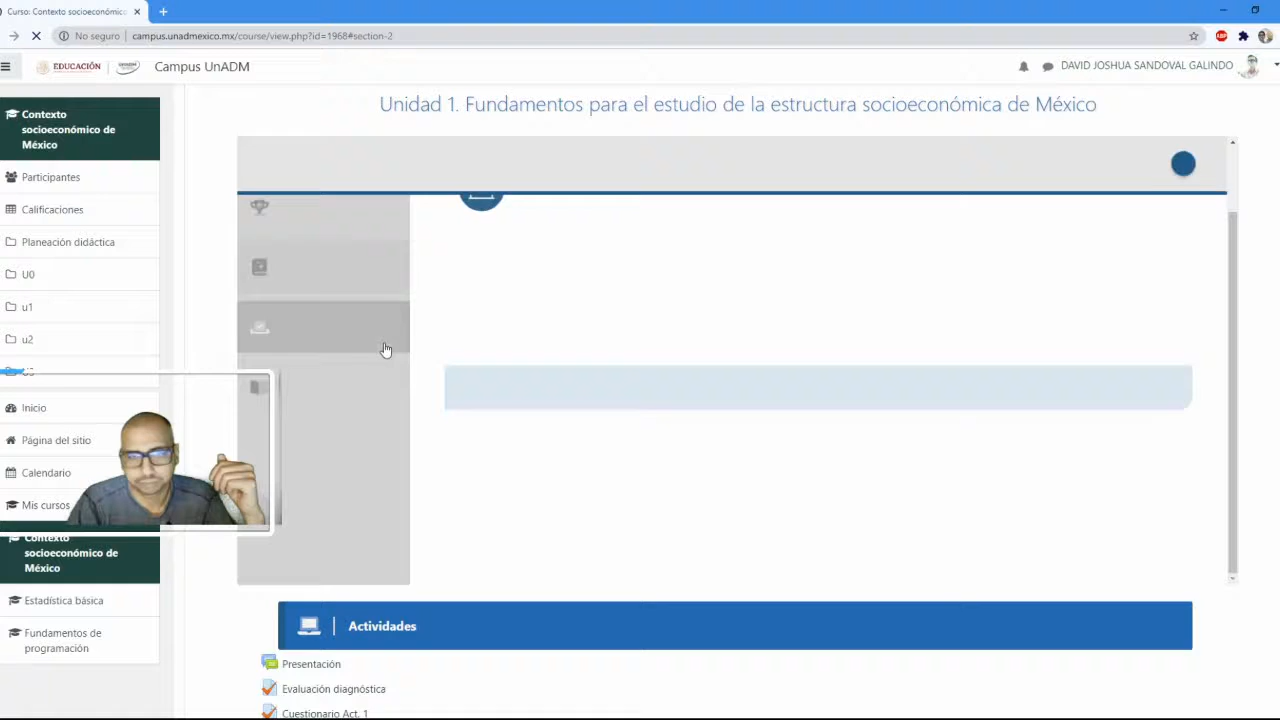 Curso: Contexto socioeconómico
No seguro
campus.unadmexico.mx/course/view.php?id=1968#section-2
ABP
EDUCACIÓN
Campus UnADM
DAVID JOSHUA SANDOVAL GALINDO
Contexto
socioeconómico de
México
Participantes
Calificaciones
Planeación didáctica
U0
u1
u2
Inicio
Página del sitio
Calendario
Mis cursos
Contexto
socioeconómico de
México
Estadística básica
Fundamentos de
programación
Unidad 1. Fundamentos para el estudio de la estructura socioeconómica de México
Actividades
Presentación
Evaluación diagnóstica
Cuestionario Act. 1